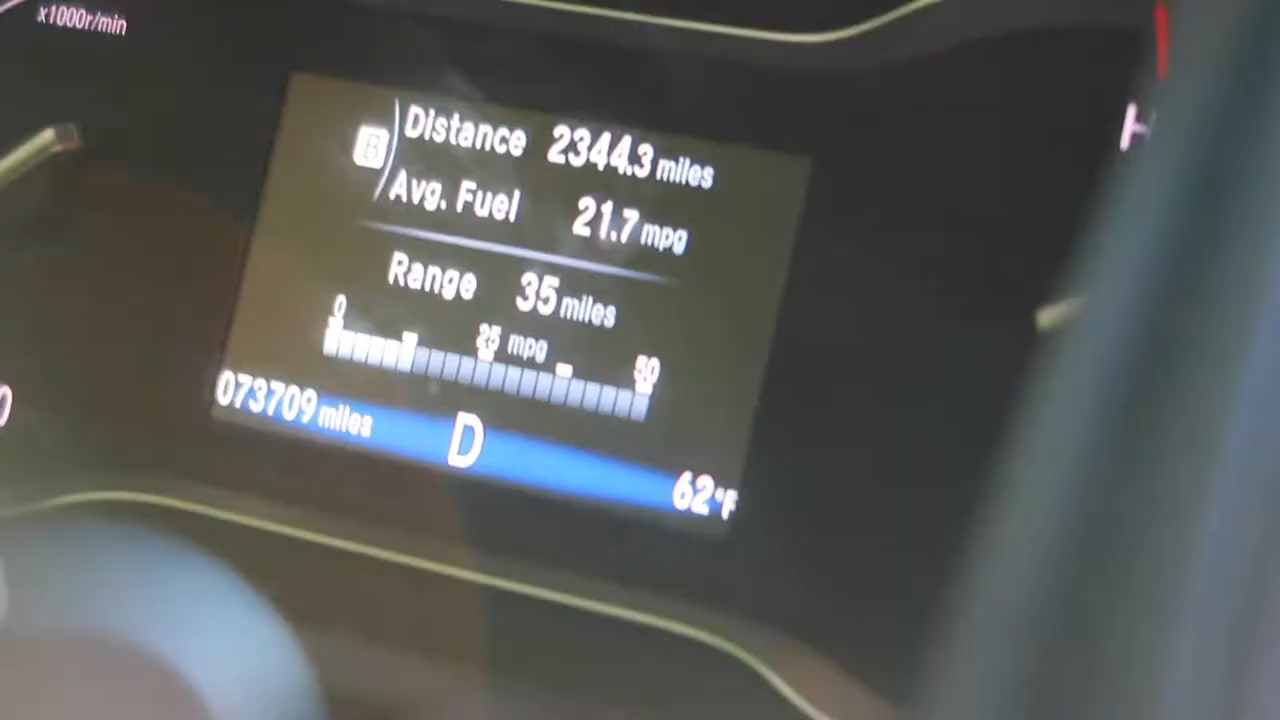 x1000r/min
Distance 2344.3 miles
Avg. Fuel 21.7 mpg
Range 35 miles
0 25 mpg 50
073709 miles D 62°F
H